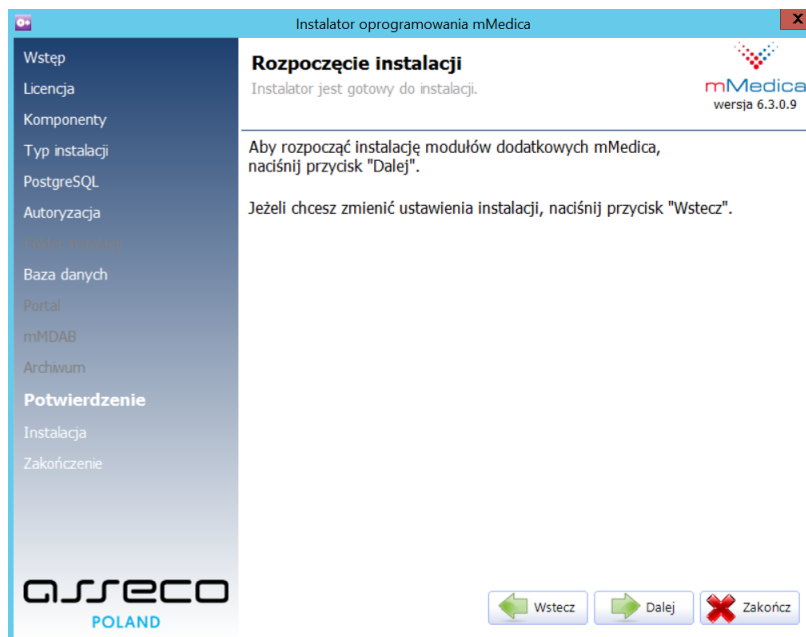 Instalator oprogramowania mMedica
X
Wstęp
Licencja
Komponenty
Typ instalacji
PostgreSQL
Autoryzacja
Baza danych
Portal
mMDAB
Archiwum
Potwierdzenie
Instalacja
Zakończenie
asseco
POLAND
Rozpoczęcie instalacji
Instalator jest gotowy do instalacji.
mMedica
wersja 6.3.0.9
Aby rozpocząć instalację modułów dodatkowych mMedica,
naciśnij przycisk "Dalej".
Jeżeli chcesz zmienić ustawienia instalacji, naciśnij przycisk "Wstecz".
Wstecz
Dalej
Zakończ